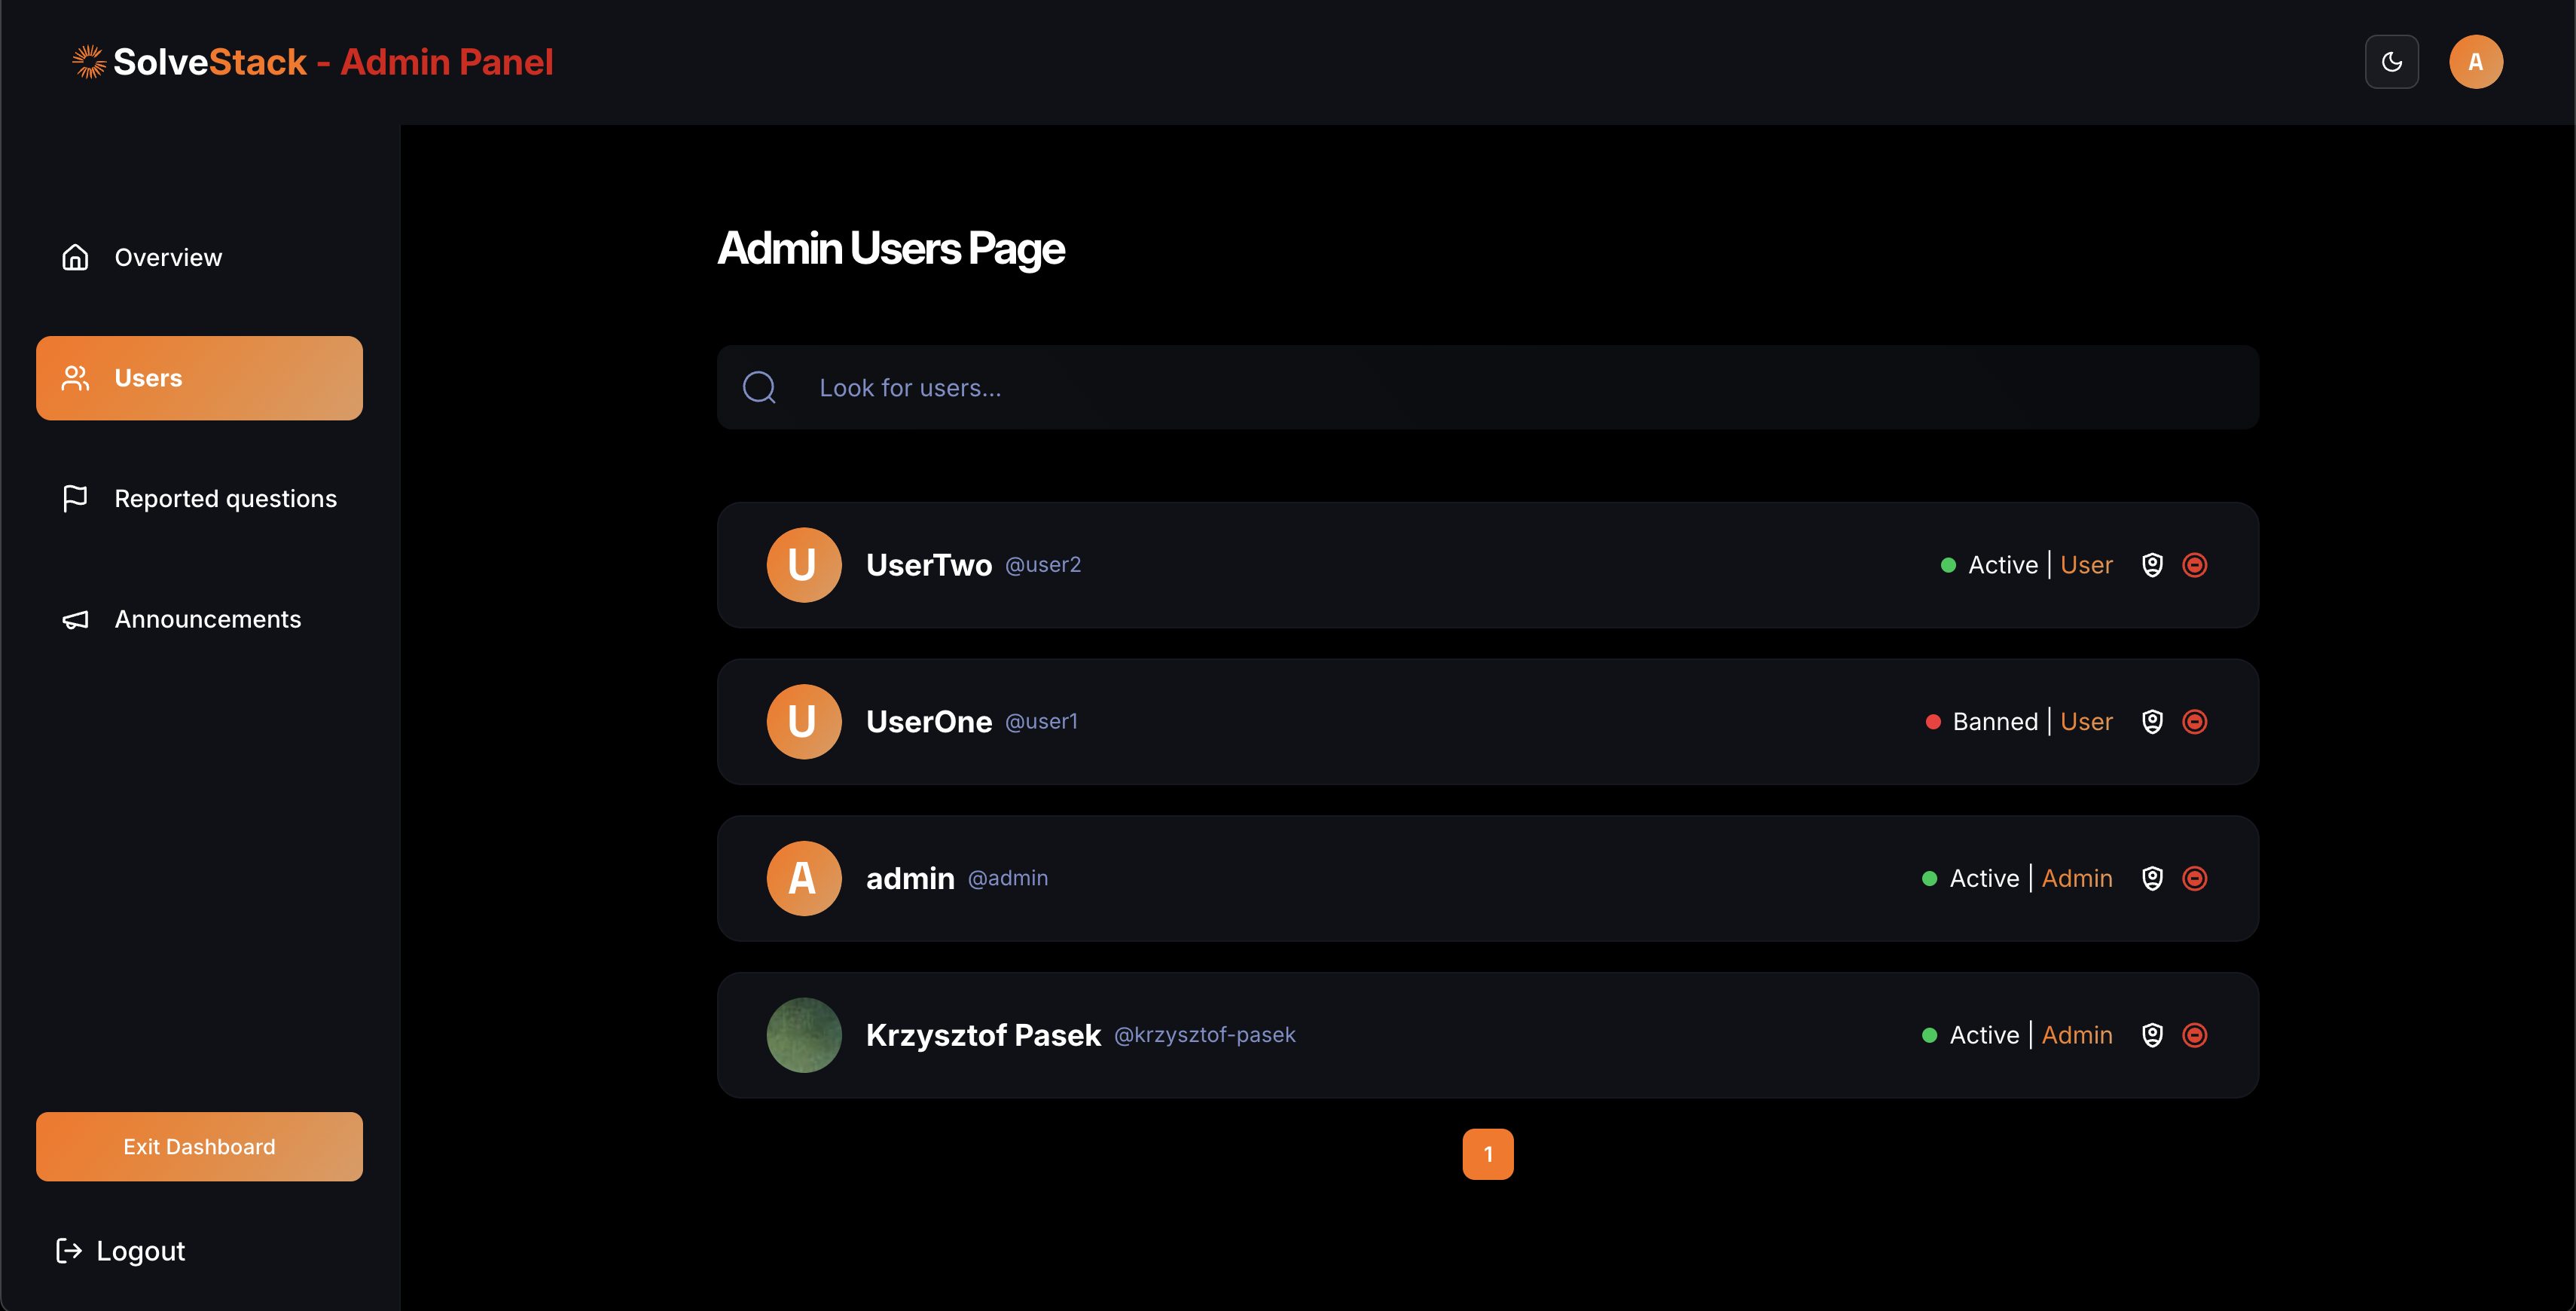 SolveStack - Admin Panel
A
Overview
Users
Reported questions
Announcements
Exit Dashboard
Logout
Admin Users Page
Look for users...
U UserTwo @user2 Active | User
U UserOne @user1 Banned | User
A admin @admin Active | Admin
Krzysztof Pasek @krzysztof-pasek Active | Admin
1